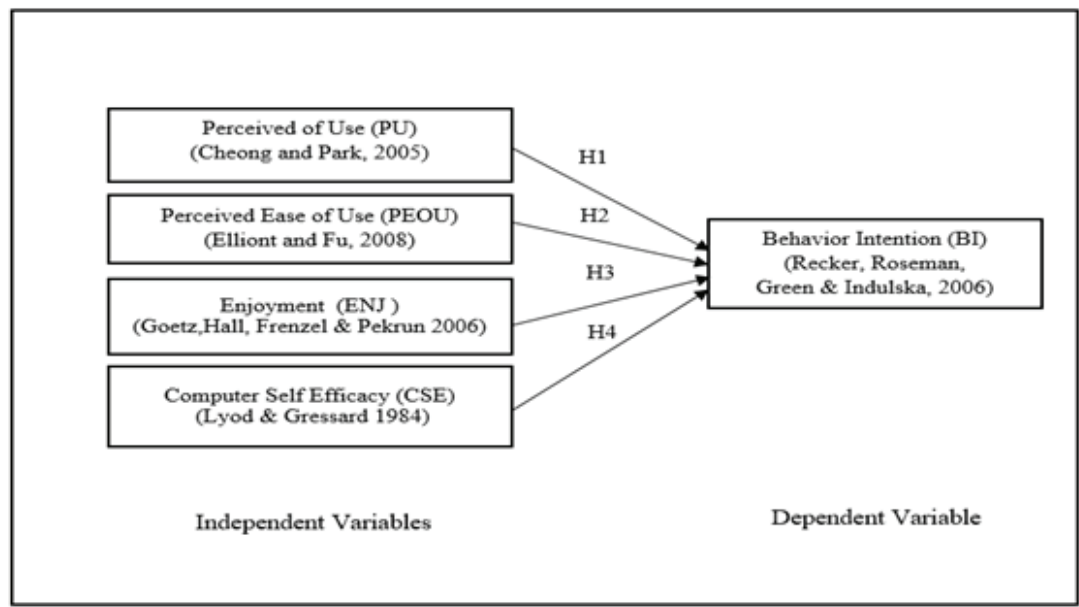 Perceived of Use (PU)
(Cheong and Park, 2005)
H1
Perceived Ease of Use (PEOU)
(Elliont and Fu, 2008)
H2
Behavior Intention (BI)
(Recker, Roseman,
Green & Indulska, 2006)
H3
Enjoyment (ENJ )
(Goetz,Hall, Frenzel & Pekrun 2006)
H4
Computer Self Efficacy (CSE)
(Lyod & Gressard 1984)
Independent Variables
Dependent Variable